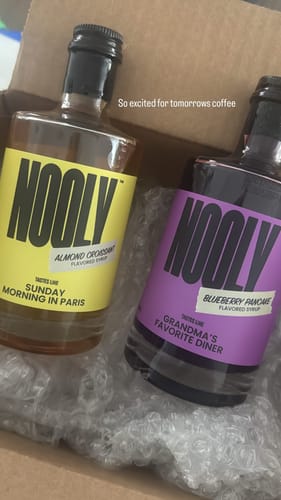 So excited for tomorrows coffee
NOOLY™
ALMOND CROISSANT
FLAVORED SYRUP
TASTES LIKE
SUNDAY
MORNING IN PARIS
NOOLY
BLUEBERRY PANCAKE
FLAVORED SYRUP
TASTES LIKE
GRANDMA'S
FAVORITE DINER